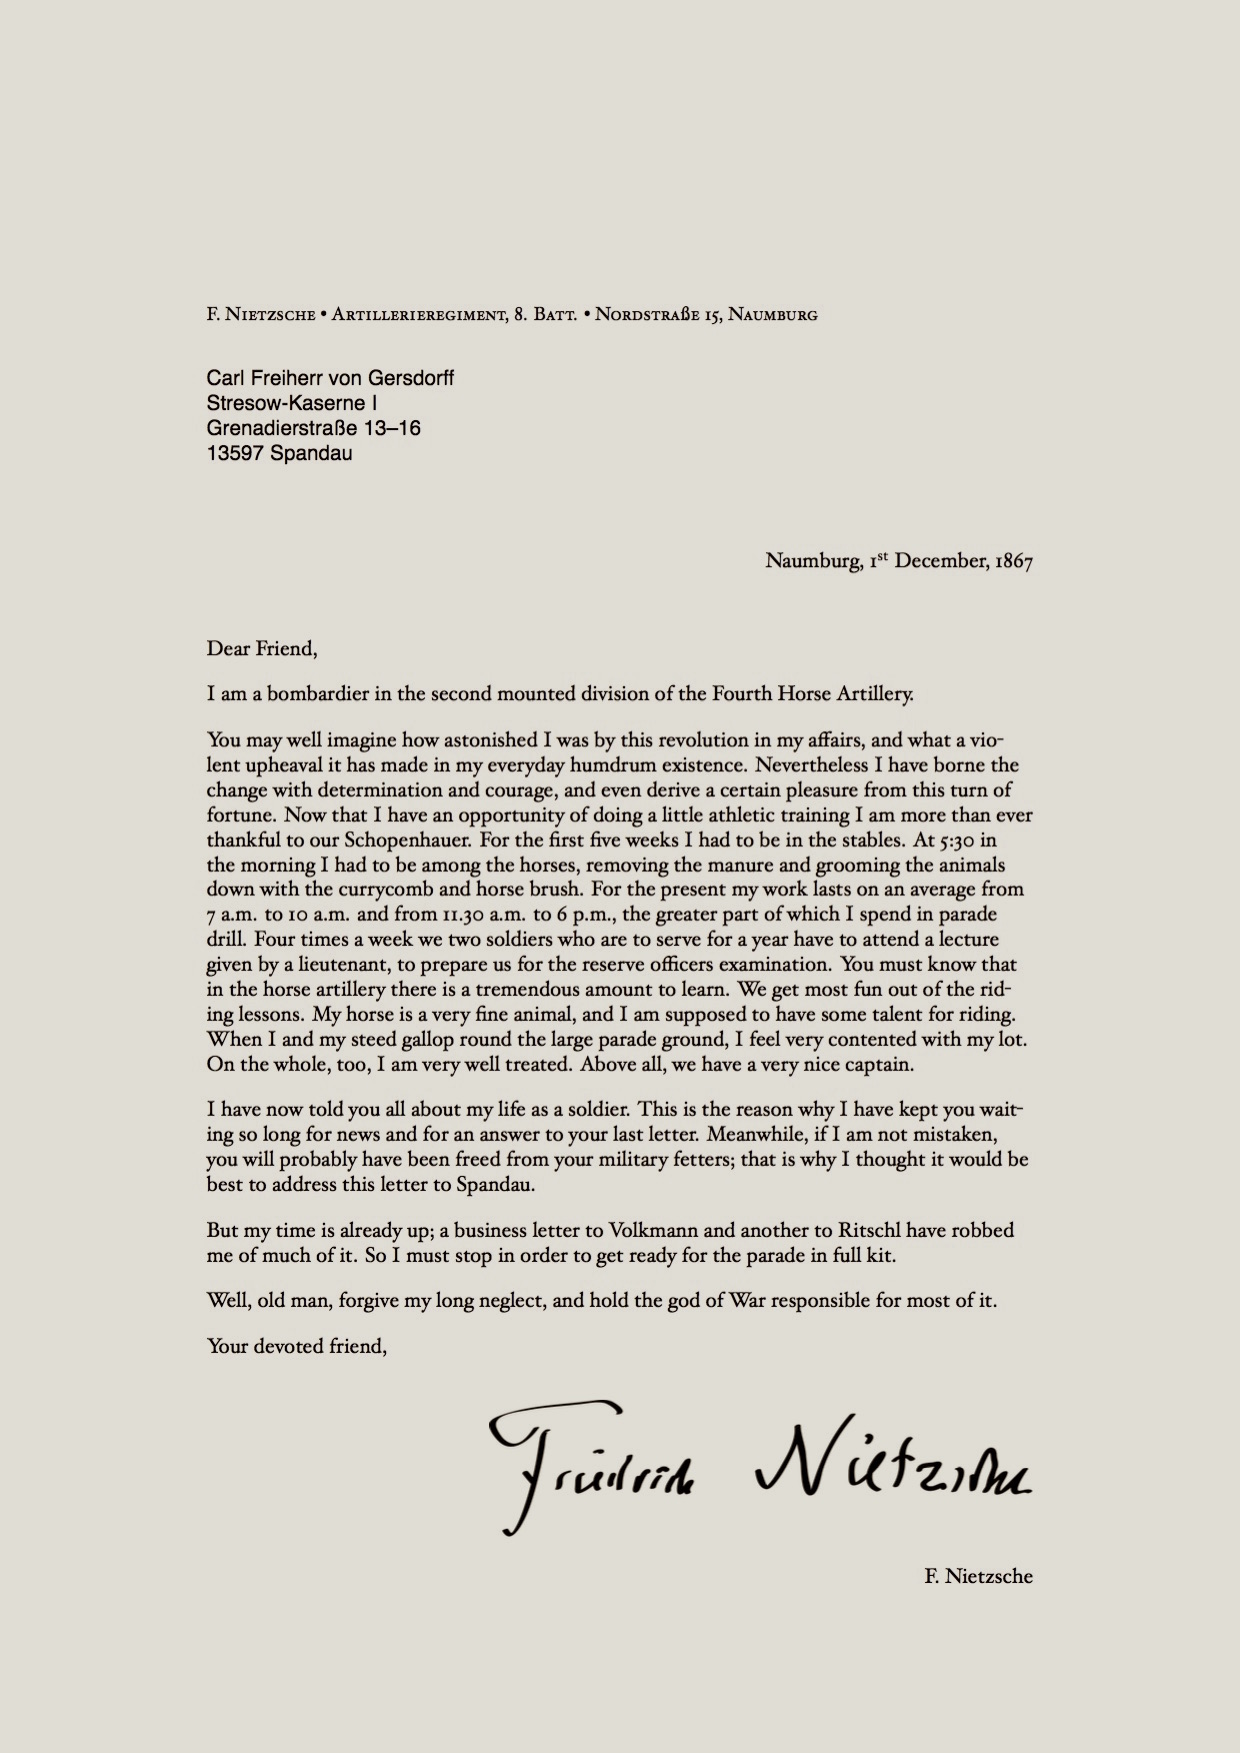 F. Nietzsche • Artillerieregiment, 8. Batt. • Nordstraße 15, Naumburg
Carl Freiherr von Gersdorff
Stresow-Kaserne I
Grenadierstraße 13–16
13597 Spandau
Naumburg, 1st December, 1867
Dear Friend,
I am a bombardier in the second mounted division of the Fourth Horse Artillery.
You may well imagine how astonished I was by this revolution in my affairs, and what a vio-
lent upheaval it has made in my everyday humdrum existence. Nevertheless I have borne the
change with determination and courage, and even derive a certain pleasure from this turn of
fortune. Now that I have an opportunity of doing a little athletic training I am more than ever
thankful to our Schopenhauer. For the first five weeks I had to be in the stables. At 5:30 in
the morning I had to be among the horses, removing the manure and grooming the animals
down with the currycomb and horse brush. For the present my work lasts on an average from
7 a.m. to 10 a.m. and from 11.30 a.m. to 6 p.m., the greater part of which I spend in parade
drill. Four times a week we two soldiers who are to serve for a year have to attend a lecture
given by a lieutenant, to prepare us for the reserve officers examination. You must know that
in the horse artillery there is a tremendous amount to learn. We get most fun out of the rid-
ing lessons. My horse is a very fine animal, and I am supposed to have some talent for riding.
When I and my steed gallop round the large parade ground, I feel very contented with my lot.
On the whole, too, I am very well treated. Above all, we have a very nice captain.
I have now told you all about my life as a soldier. This is the reason why I have kept you wait-
ing so long for news and for an answer to your last letter. Meanwhile, if I am not mistaken,
you will probably have been freed from your military fetters; that is why I thought it would be
best to address this letter to Spandau.
But my time is already up; a business letter to Volkmann and another to Ritschl have robbed
me of much of it. So I must stop in order to get ready for the parade in full kit.
Well, old man, forgive my long neglect, and hold the god of War responsible for most of it.
Your devoted friend,
Friedrich Nietzsche
F. Nietzsche